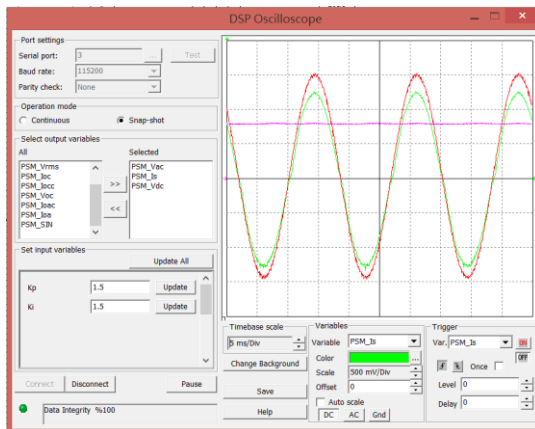 DSP Oscilloscope
Port settings
Serial port: 3 ... Test
Baud rate: 115200
Parity check: None
Operation mode
Continuous Snap-shot
Select output variables
All Selected
PSM_Vrms
PSM_Iac
PSM_Iacc
PSM_Voc
PSM_Ioac
PSM_Ioa
PSM_SIN
>>
<<
PSM_Vac
PSM_Is
PSM_Vdc
Set input variables
Update All
Kp 1.5 Update
Ki 1.5 Update
Connect Disconnect Pause
Data Integrity %100
Timebase scale
5 ms/Div
Change Background
Save
Help
Variables
Variable PSM_Is
Color ...
Scale 500 mV/Div
Offset 0
Auto scale
DC AC Gnd
Trigger
Var. PSM_Is ON
OFF
Once
Level 0
Delay 0